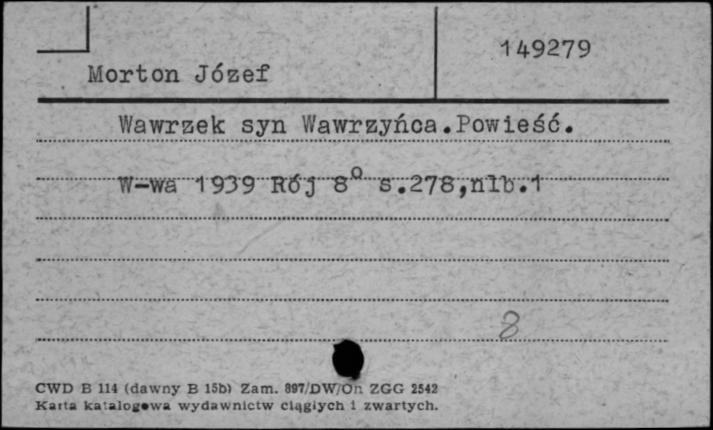 149279
Morton Józef
Wawrzek syn Wawrzyńca.Powieść.
W-wa 1939 Rój 8° s.278,nlb.1
8
CWD B 114 (dawny B 15b) Zam. 897/DW/On ZGG 2542
Karta katalogowa wydawnictw ciągłych i zwartych.